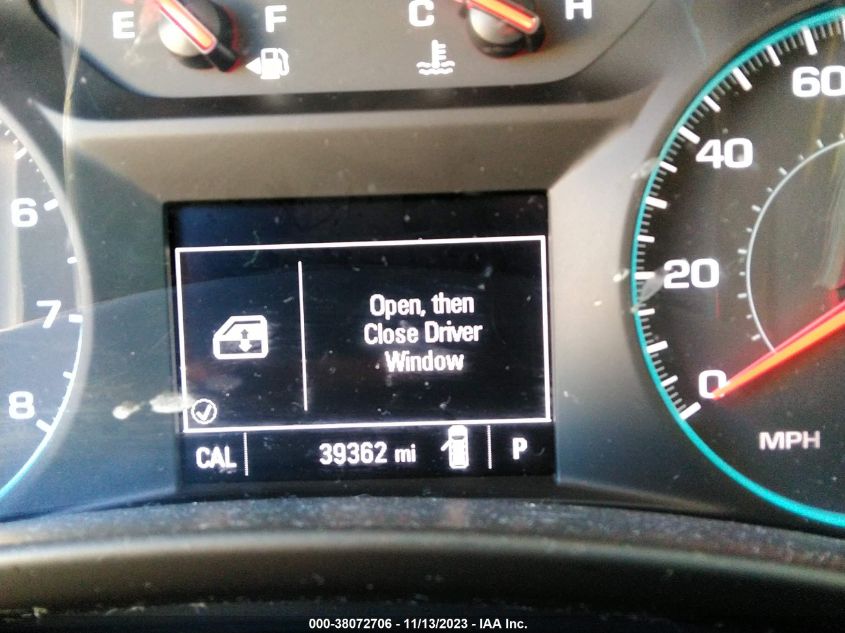 E F C H
6
7
8
60
40
20
0
MPH
Open, then
Close Driver
Window
CAL 39362 mi P
000-38072706 - 11/13/2023 - IAA Inc.